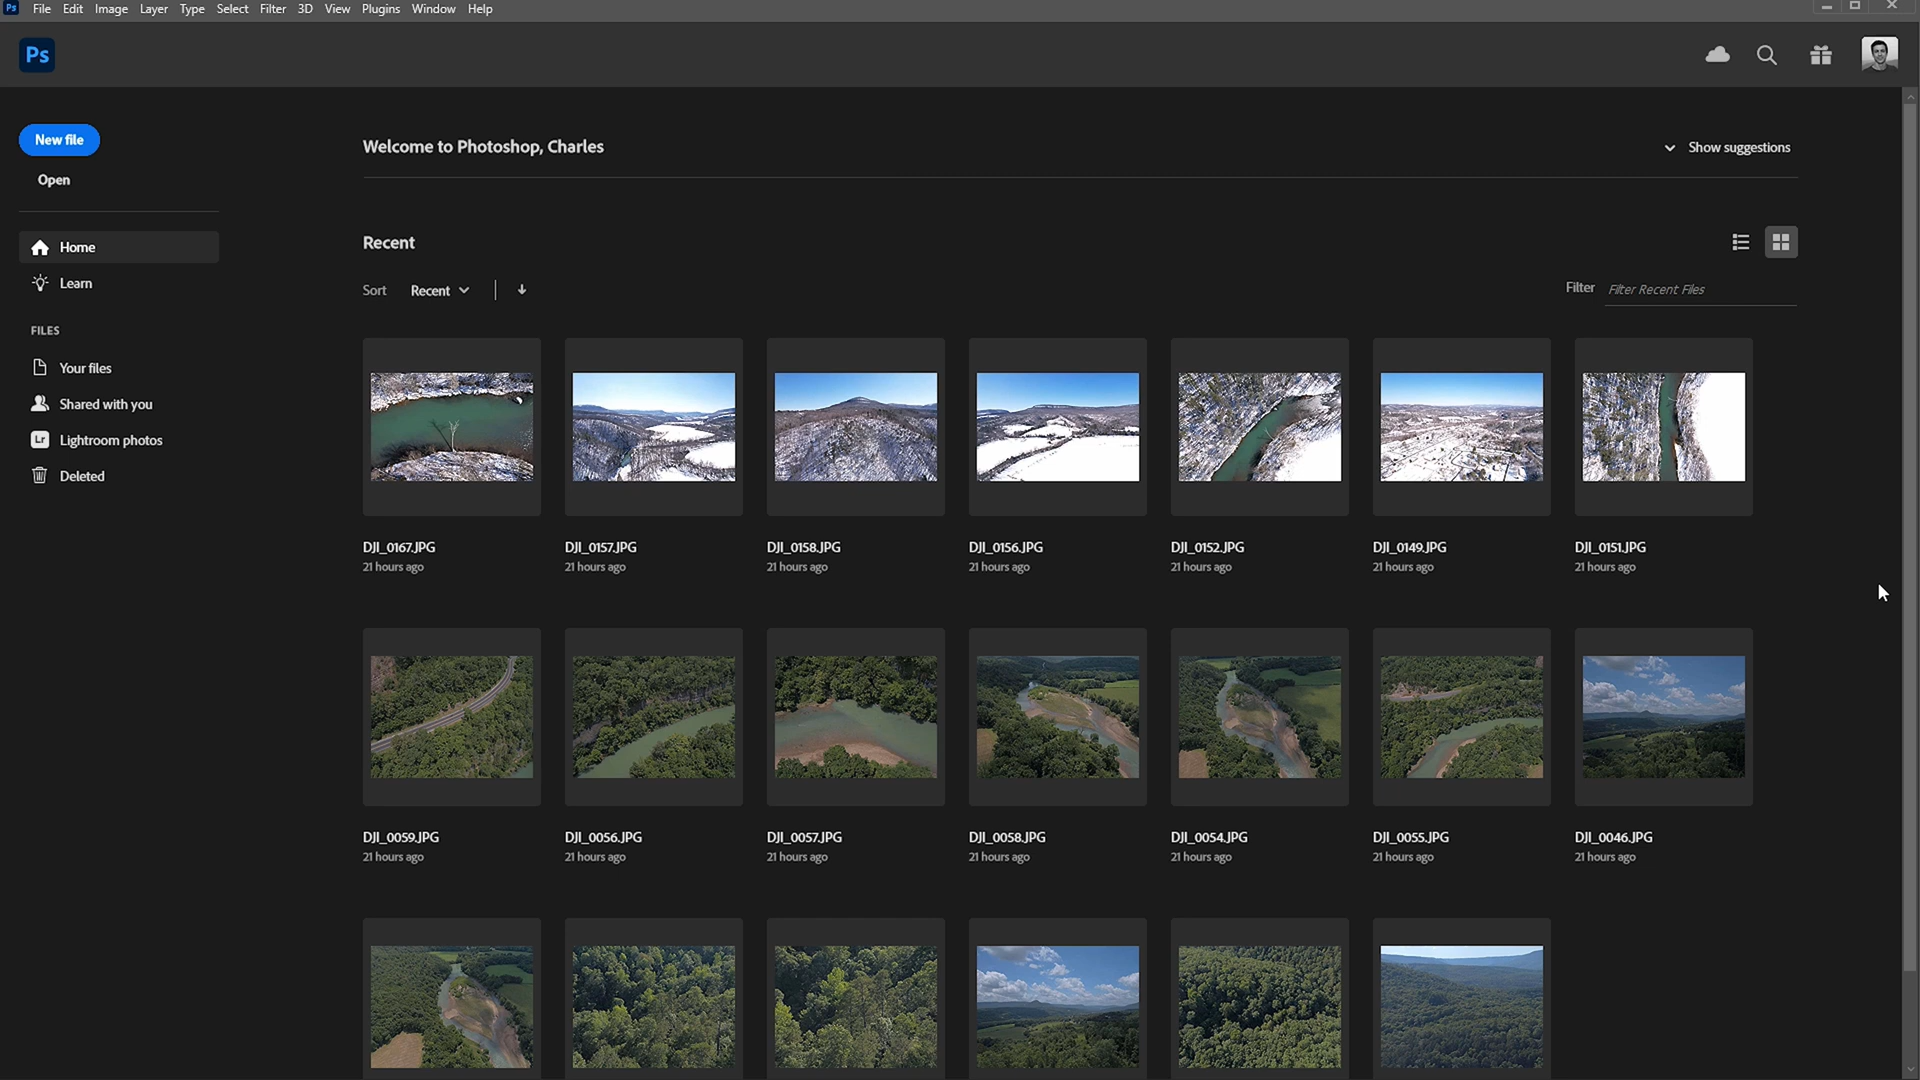 Ps File Edit Image Layer Type Select Filter 3D View Plugins Window Help
Ps
New file
Welcome to Photoshop, Charles
Show suggestions
Open
Home
Learn
FILES
Your files
Shared with you
Lr Lightroom photos
Deleted
Recent
Sort Recent
Filter Filter Recent Files
DJI_0167.JPG DJI_0157.JPG DJI_0158.JPG DJI_0156.JPG DJI_0152.JPG DJI_0149.JPG DJI_0151.JPG
21 hours ago 21 hours ago 21 hours ago 21 hours ago 21 hours ago 21 hours ago 21 hours ago
DJI_0059.JPG DJI_0056.JPG DJI_0057.JPG DJI_0058.JPG DJI_0054.JPG DJI_0055.JPG DJI_0046.JPG
21 hours ago 21 hours ago 21 hours ago 21 hours ago 21 hours ago 21 hours ago 21 hours ago